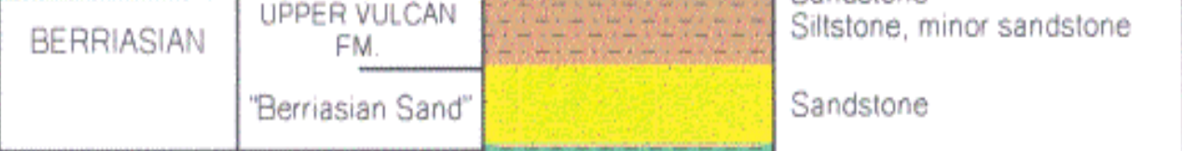 BERRIASIAN
UPPER VULCAN
FM.
"Berriasian Sand"
Siltstone, minor sandstone
Sandstone